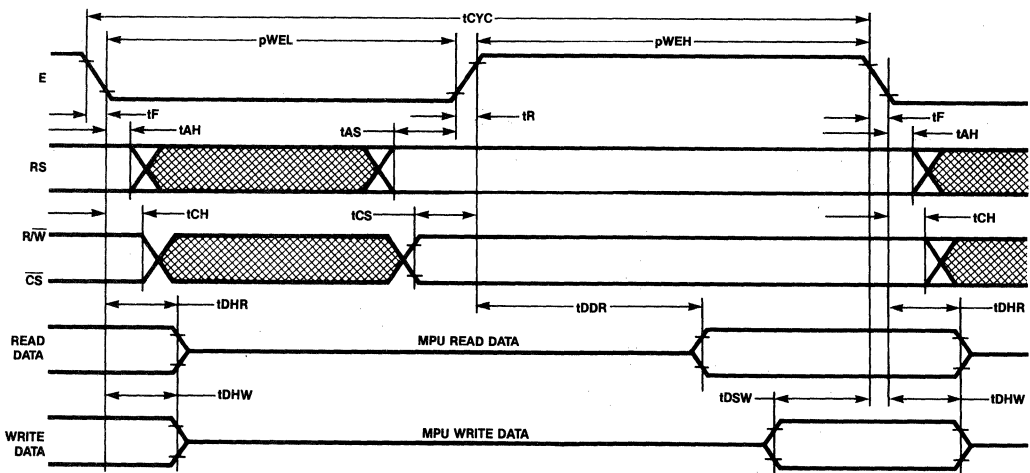 tCYC
pWEL
pWEH
E
tF
tR
tF
tAH
tAS
tAH
RS
tCH
tCS
tCH
R/W̅
C̅S̅
tDHR
tDDR
tDHR
READ
DATA
MPU READ DATA
tDHW
tDSW
tDHW
WRITE
DATA
MPU WRITE DATA